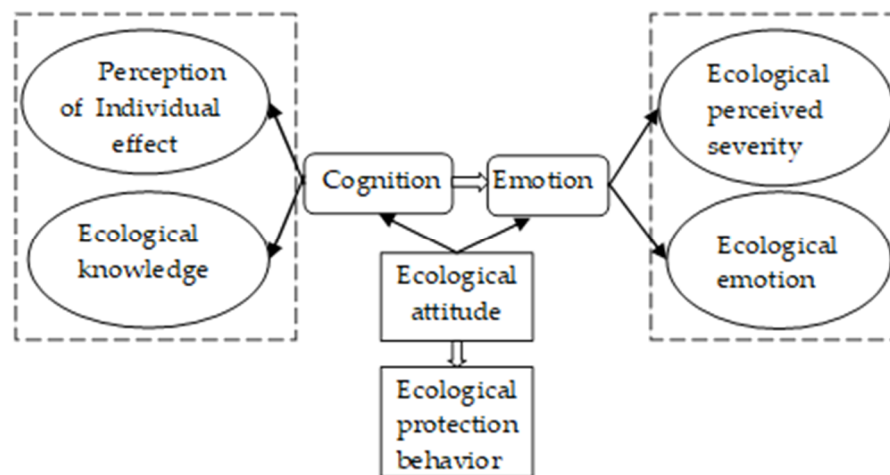 Perception
of Individual
effect
Ecological
knowledge
Cognition
Emotion
Ecological
perceived
severity
Ecological
emotion
Ecological
attitude
Ecological
protection
behavior